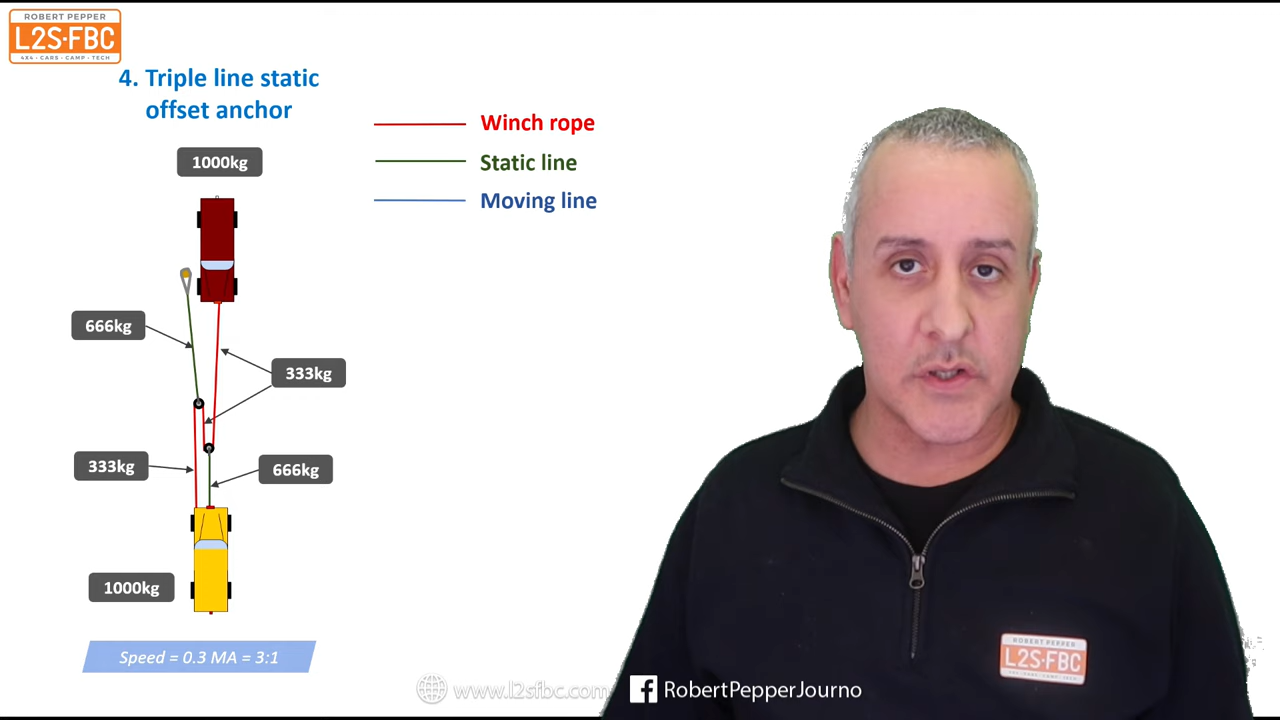 ROBERT PEPPER
L2S·FBC
4X4 · CARS · CAMP · TECH
4. Triple line static
offset anchor
1000kg
Winch rope
Static line
Moving line
666kg
333kg
333kg
666kg
1000kg
Speed = 0.3 MA = 3:1
www.l2sfbc.com
RobertPepperJourno
ROBERT PEPPER
L2S·FBC